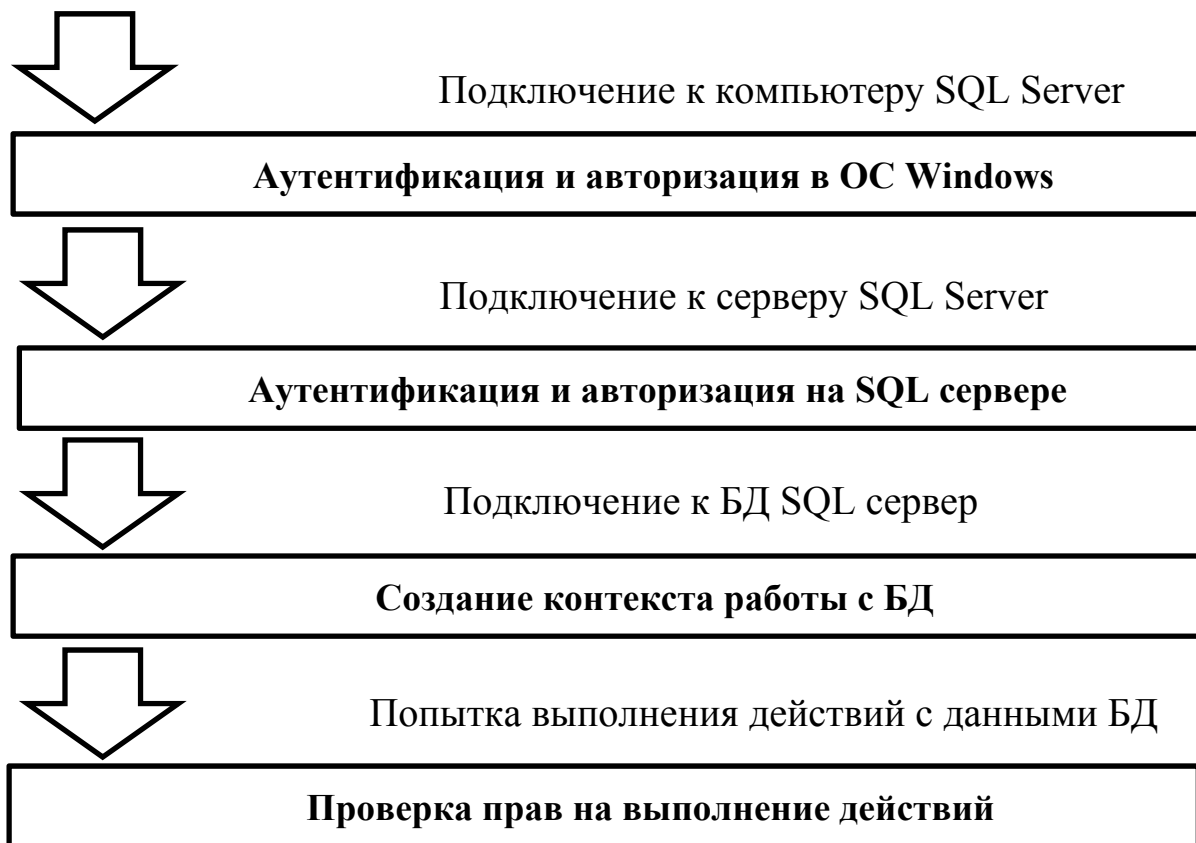 Подключение к компьютеру SQL Server
Аутентификация и авторизация в ОС Windows
Подключение к серверу SQL Server
Аутентификация и авторизация на SQL сервере
Подключение к БД SQL сервер
Создание контекста работы с БД
Попытка выполнения действий с данными БД
Проверка прав на выполнение действий